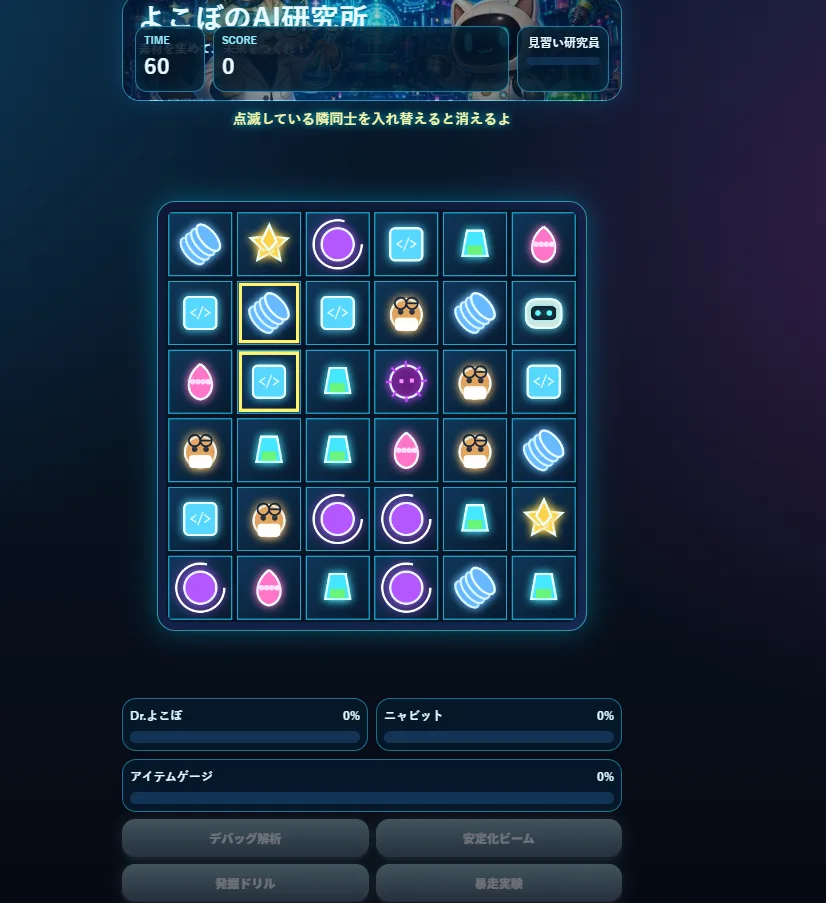 よこぼのAI研究所
TIME
60
SCORE
0
見習い研究員
点滅している隣同士を入れ替えると消えるよ
</>
</>
</>
</>
</>
</>
Dr.よこぼ 0%
ニャビット 0%
アイテムゲージ 0%
デバッグ解析
安定化ビーム
発掘ドリル
暴走実験